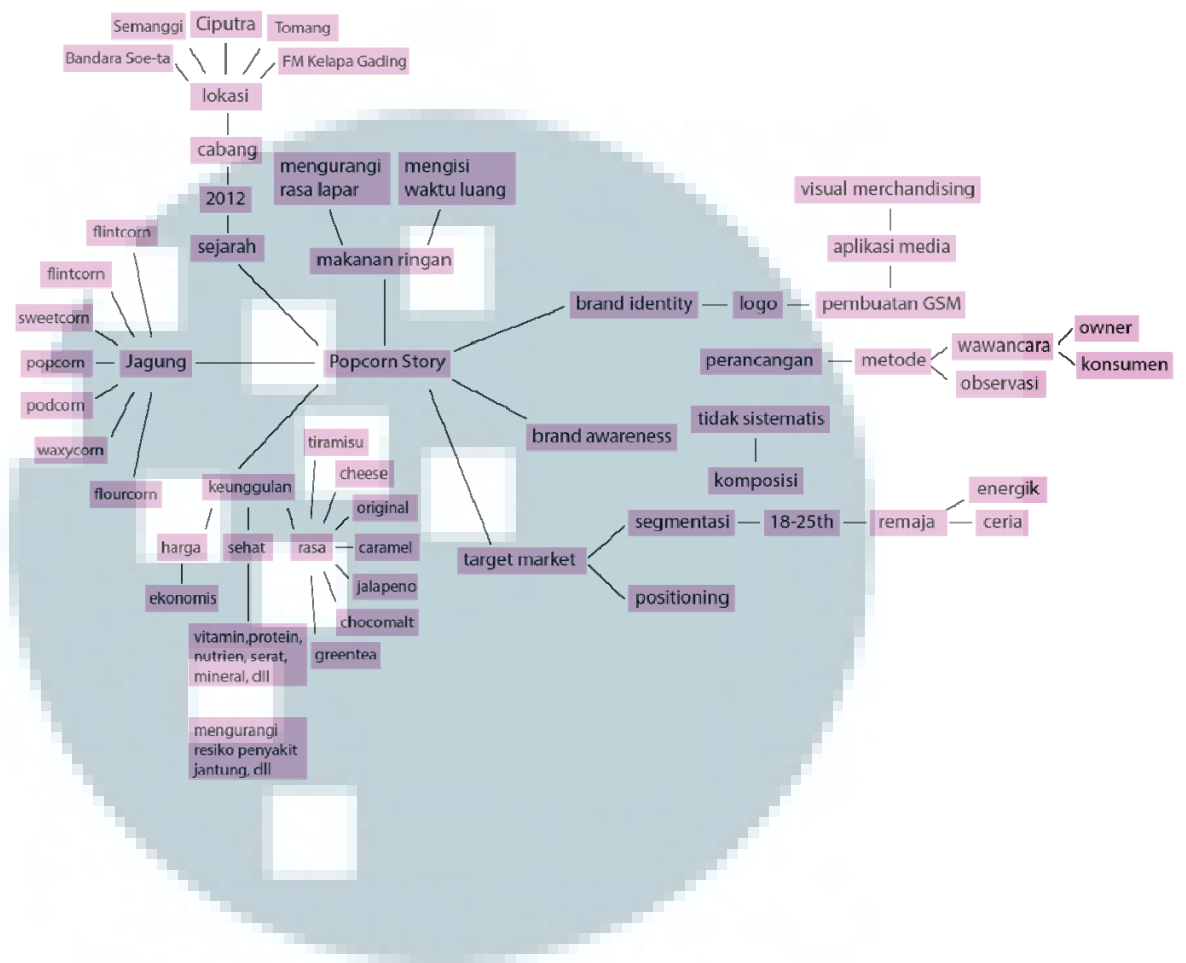 Semanggi
Ciputra
Tomang
Bandara Soe-ta
FM Kelapa Gading
lokasi
cabang
2012
sejarah
mengurangi
rasa lapar
mengisi
waktu luang
makanan ringan
visual merchandising
aplikasi media
brand identity
logo
pembuatan GSM
flintcorn
flintcorn
sweetcorn
popcorn
podcorn
waxycorn
flourcorn
Jagung
Popcorn Story
perancangan
metode
wawancara
observasi
owner
konsumen
brand awareness
tidak sistematis
komposisi
keunggulan
harga
ekonomis
sehat
rasa
tiramisu
cheese
original
caramel
jalapeno
chocomalt
greentea
vitamin,protein,
nutrien, serat,
mineral, dll
mengurangi
resiko penyakit
jantung, dll
target market
segmentasi
18-25th
remaja
energik
ceria
positioning